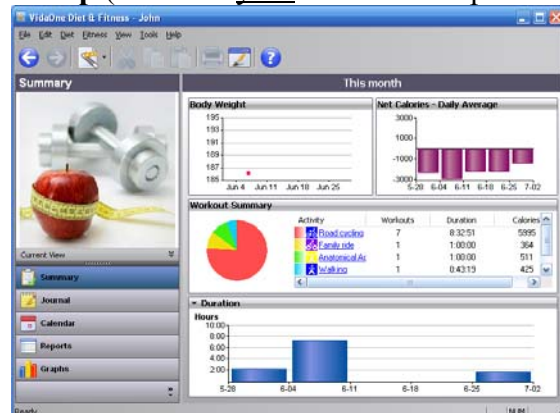 VidaOne Diet & Fitness - John
File Edit Diet Fitness View Tools Help
Summary
This month
Body Weight
195
193
191
189
187
185
Jun 4 Jun 11 Jun 18 Jun 25
Net Calories - Daily Average
3000
1000
-1000
-3000
5-28 6-04 6-11 6-18 6-25 7-02
Workout Summary
Activity Workouts Duration Calories
Road cycling 7 8:32:51 5995
Family ride 1 1:00:00 364
Anatomical Ac 1 1:00:00 511
Walking 1 0:43:19 425
Current View
Summary
Journal
Calendar
Reports
Graphs
Duration
Hours
10:00
8:00
6:00
4:00
2:00
5-28 6-04 6-11 6-18 6-25 7-02
Ready
NUM